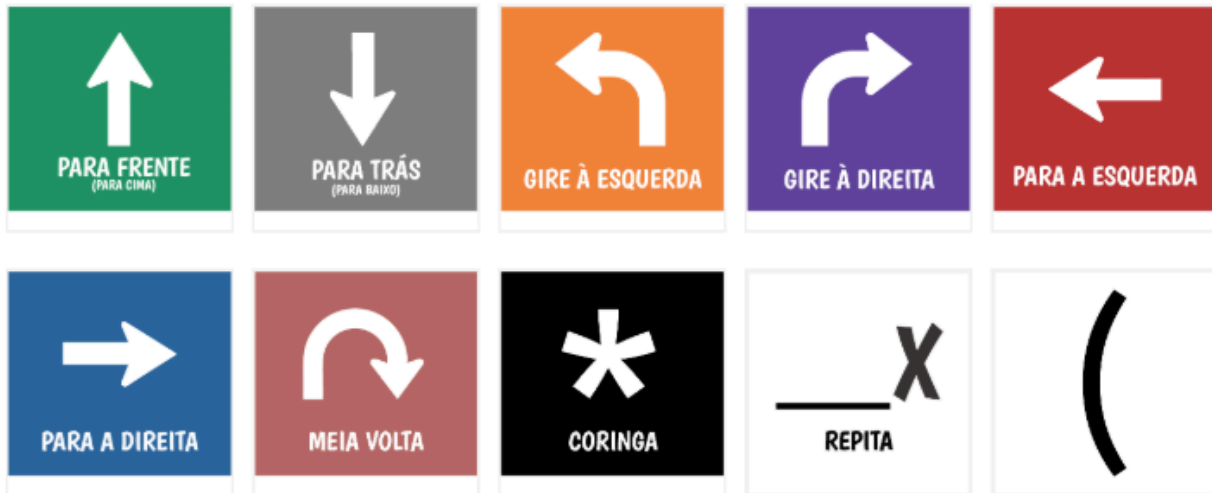 PARA FRENTE
(PARA CIMA)
PARA TRÁS
(PARA BAIXO)
GIRE À ESQUERDA
GIRE À DIREITA
PARA A ESQUERDA
PARA A DIREITA
MEIA VOLTA
*
CORINGA
___X
REPITA
(